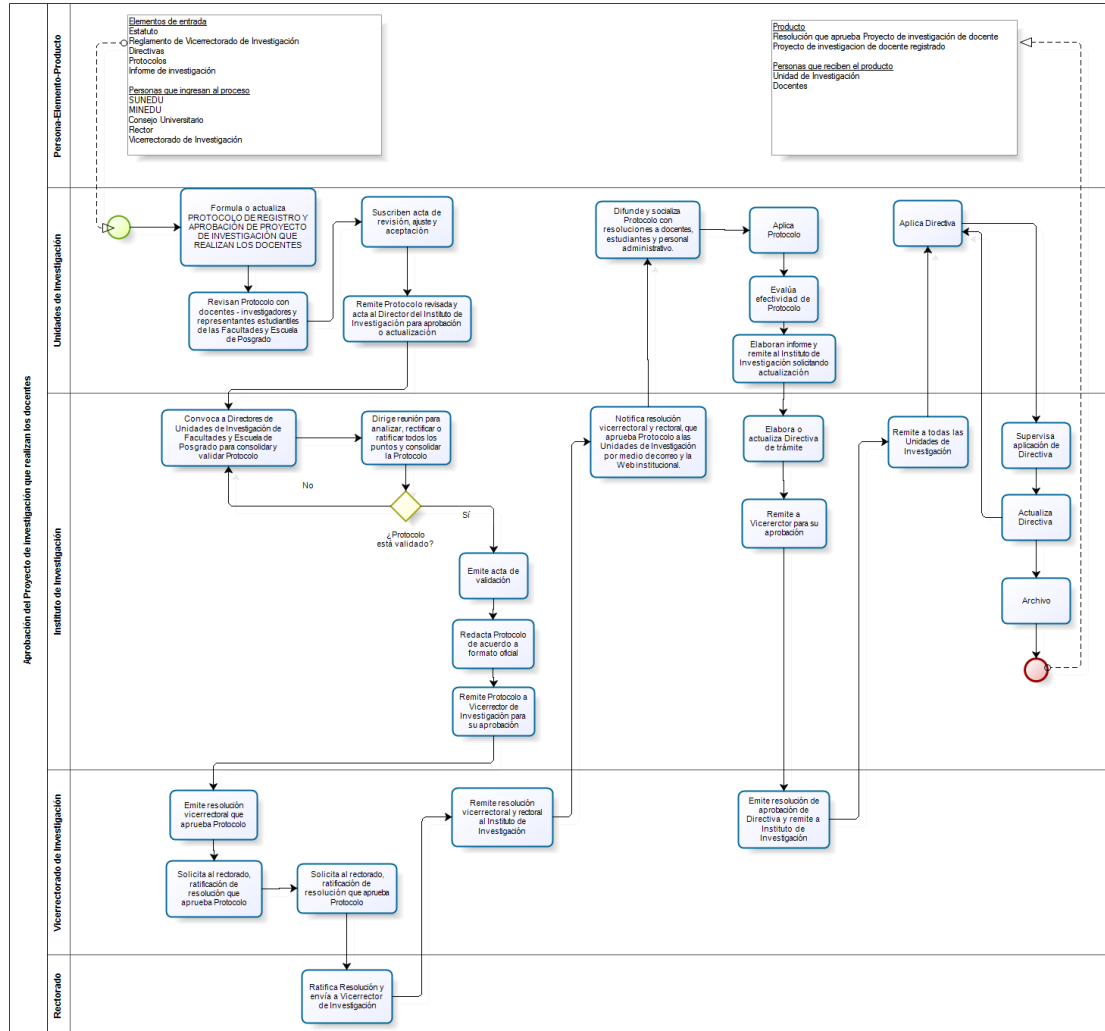 Aprobación del Proyecto de investigación que realizan los docentes
Persona-Elemento-Producto
Elementos de entrada
Estatuto
Reglamento de Vicerrectorado de Investigación
Directivas
Protocolos
Informe de investigación
Personas que ingresan al proceso
SUNEDU
MINEDU
Consejo Universitario
Rector
Vicerrectorado de Investigación
Producto
Resolución que aprueba Proyecto de investigación de docente
Proyecto de investigacion de docente registrado
Personas que reciben el producto
Unidad de Investigación
Docentes
Unidades de Investigación
Formula o actualiza
PROTOCOLO DE REGISTRO Y
APROBACIÓN DE PROYECTO
DE INVESTIGACIÓN QUE
REALIZAN LOS DOCENTES
Revisan Protocolo con
docentes - investigadores y
representantes estudiantiles
de las Facultades y Escuela
de Posgrado
Suscriben acta de
revisión, ajuste y
aceptación
Remite Protocolo revisada y
acta al Director del Instituto de
Investigación para aprobación
o actualización
Difunde y socializa
Protocolo con
resoluciones a docentes,
estudiantes y personal
administrativo.
Aplica
Protocolo
Evalúa
efectividad de
Protocolo
Elaboran informe y
remite al Instituto de
Investigación solicitando
actualización
Aplica Directiva
Instituto de Investigación
Convoca a Directores de
Unidades de Investigación de
Facultades y Escuela de
Posgrado para consolidar y
validar Protocolo
Dirige reunión para
analizar, rectificar o
ratificar todos los
puntos y consolidar
la Protocolo
No
Sí
¿Protocolo
está validado?
Emite acta de
validación
Redacta Protocolo
de acuerdo a
formato oficial
Remite Protocolo a
Vicerrector de
Investigación para
su aprobación
Notifica resolución
vicerrectoral y rectoral, que
aprueba Protocolo a las
Unidades de Investigación
por medio de correo y la
Web institucional.
Elabora o
actualiza Directiva
de trámite
Remite a
Vicererctor para su
aprobación
Remite a todas las
Unidades de
Investigación
Supervisa
aplicación de
Directiva
Actualiza
Directiva
Archivo
Vicerrectorado de Investigación
Emite resolución
vicerrectoral que
aprueba Protocolo
Solicita al rectorado,
ratificación de
resolución que
aprueba Protocolo
Solicita al rectorado,
ratificación de
resolución que aprueba
Protocolo
Remite resolución
vicerrectoral y rectoral
al Instituto de
Investigación
Emite resolución de
aprobación de
Directiva y remite a
Instituto de
Investigación
Rectorado
Ratifica Resolución y
envía a Vicerrector
de Investigación